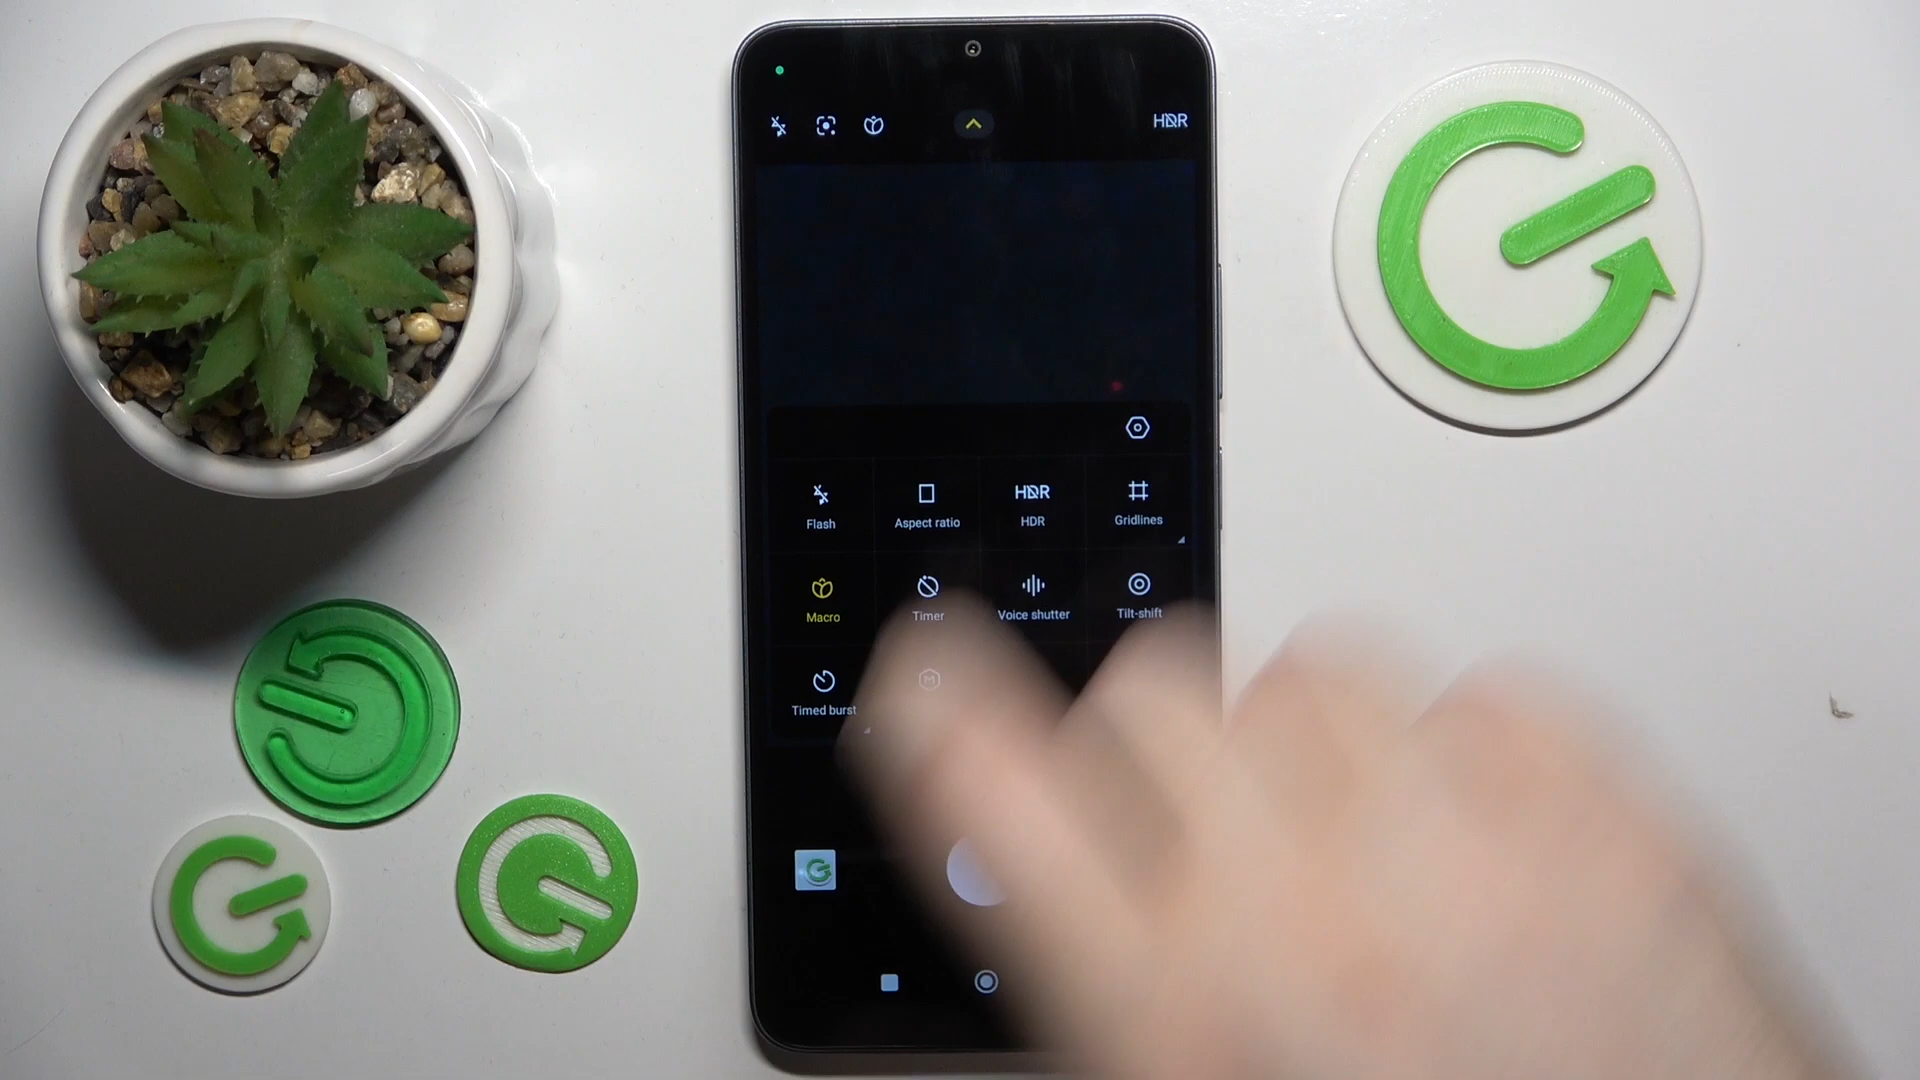 HDR
Flash
Aspect ratio
HDR
HDR
Gridlines
Macro
Timer
Voice shutter
Tilt-shift
Timed burst
M